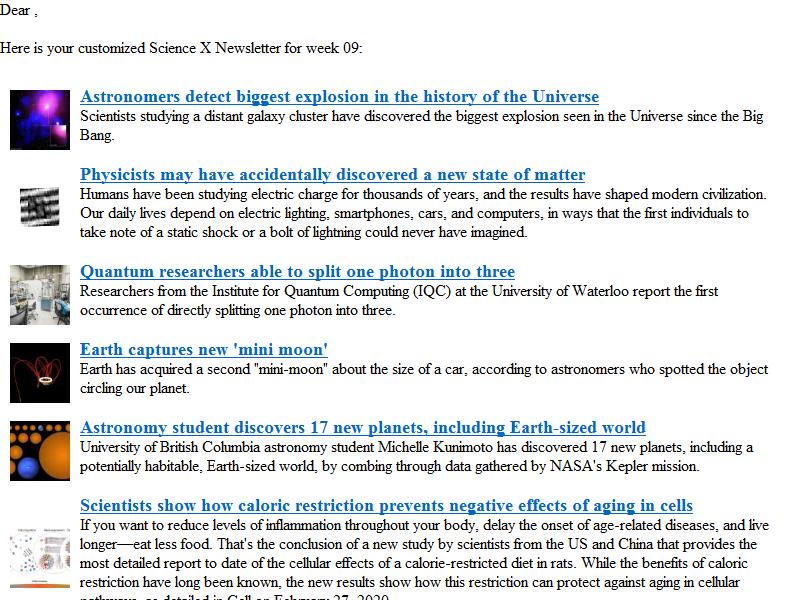 Dear ,
Here is your customized Science X Newsletter for week 09:
Astronomers detect biggest explosion in the history of the Universe
Scientists studying a distant galaxy cluster have discovered the biggest explosion seen in the Universe since the Big
Bang.
Physicists may have accidentally discovered a new state of matter
Humans have been studying electric charge for thousands of years, and the results have shaped modern civilization.
Our daily lives depend on electric lighting, smartphones, cars, and computers, in ways that the first individuals to
take note of a static shock or a bolt of lightning could never have imagined.
Quantum researchers able to split one photon into three
Researchers from the Institute for Quantum Computing (IQC) at the University of Waterloo report the first
occurrence of directly splitting one photon into three.
Earth captures new 'mini moon'
Earth has acquired a second "mini-moon" about the size of a car, according to astronomers who spotted the object
circling our planet.
Astronomy student discovers 17 new planets, including Earth-sized world
University of British Columbia astronomy student Michelle Kunimoto has discovered 17 new planets, including a
potentially habitable, Earth-sized world, by combing through data gathered by NASA's Kepler mission.
Scientists show how caloric restriction prevents negative effects of aging in cells
If you want to reduce levels of inflammation throughout your body, delay the onset of age-related diseases, and live
longer—eat less food. That's the conclusion of a new study by scientists from the US and China that provides the
most detailed report to date of the cellular effects of a calorie-restricted diet in rats. While the benefits of caloric
restriction have long been known, the new results show how this restriction can protect against aging in cellular
pathways, as detailed in Cell on February 27, 2020.